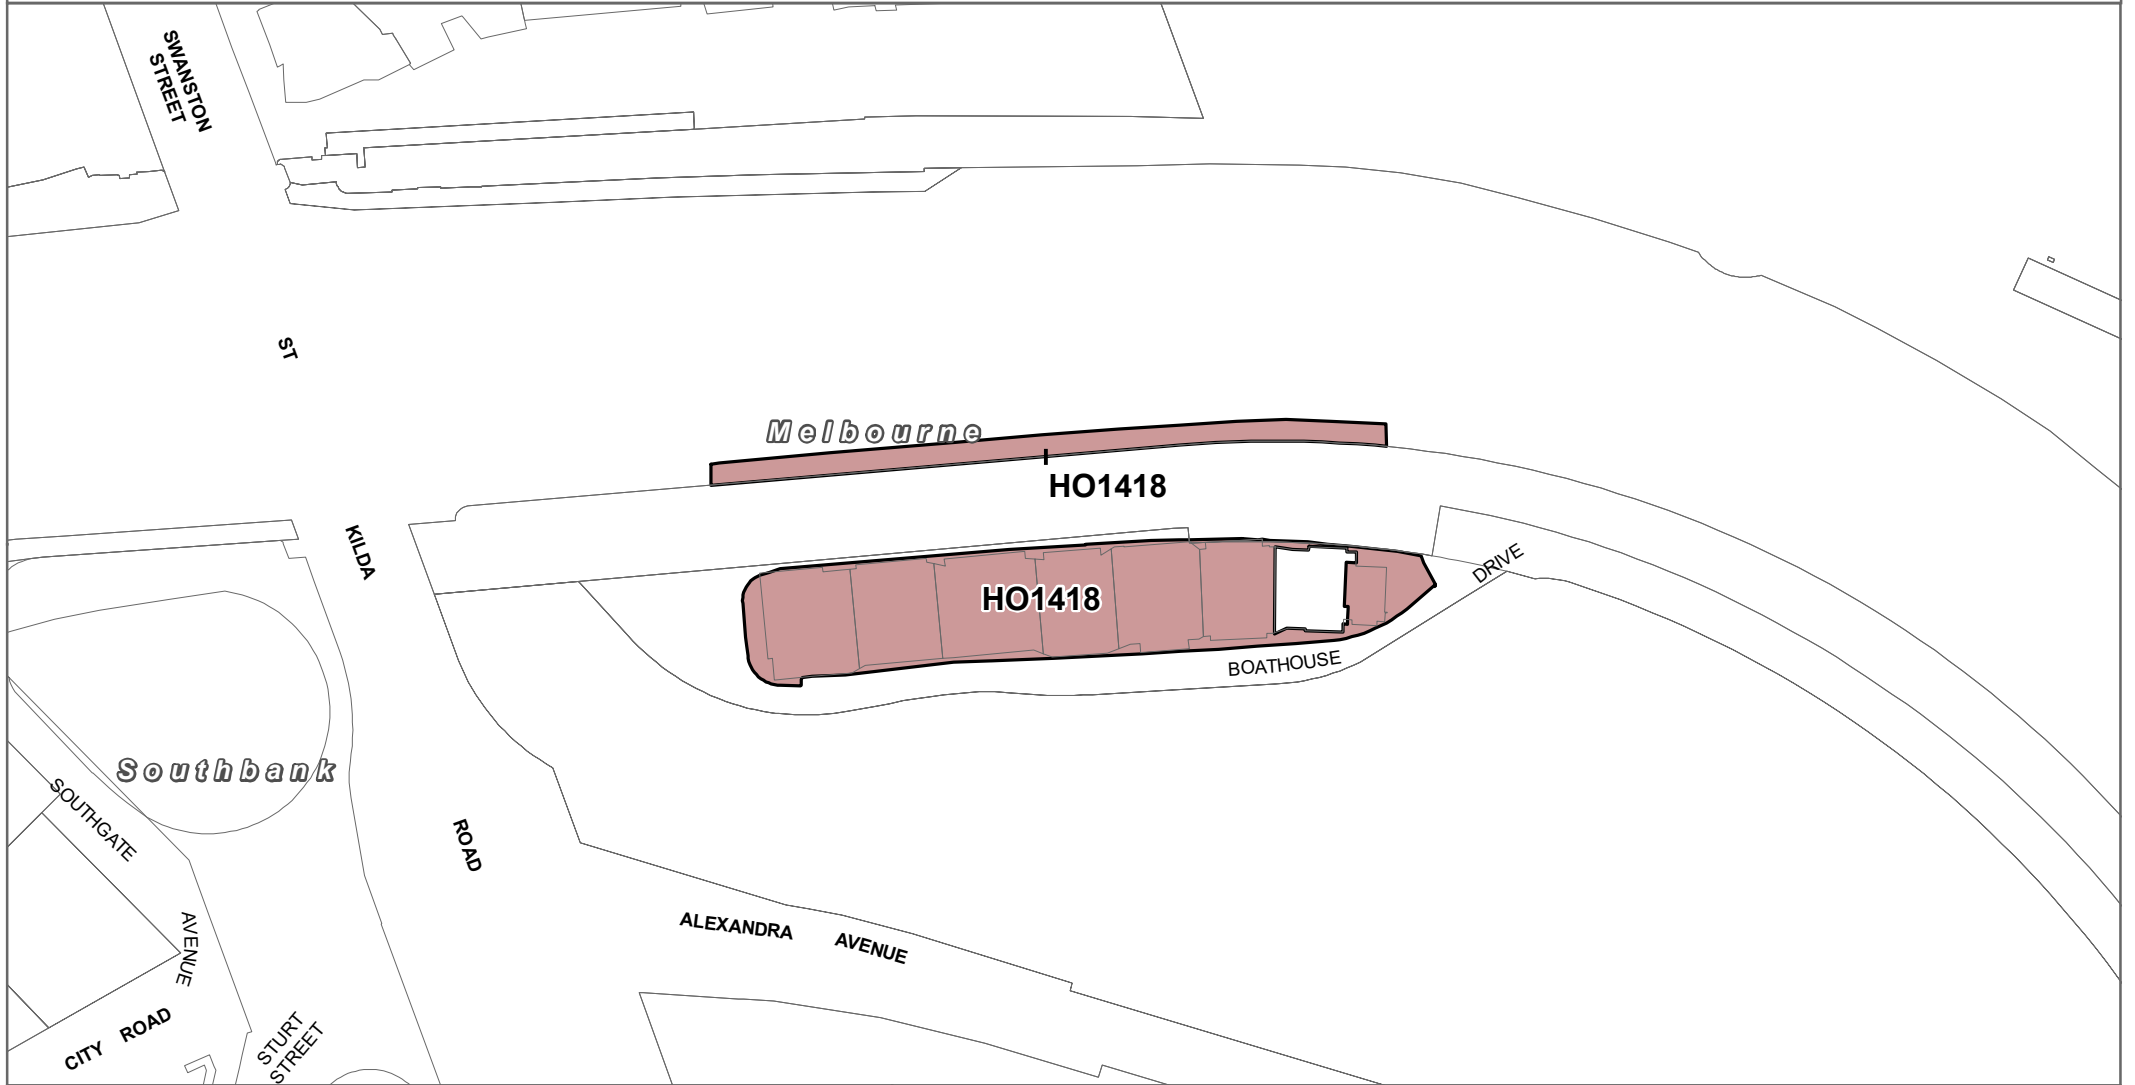 SWANSTON
STREET
ST
Melbourne
HO1418
KILDA
DRIVE
HO1418
BOATHOUSE
Southbank
SOUTHGATE
ROAD
AVENUE
ALEXANDRA AVENUE
CITY ROAD
STURT
STREET